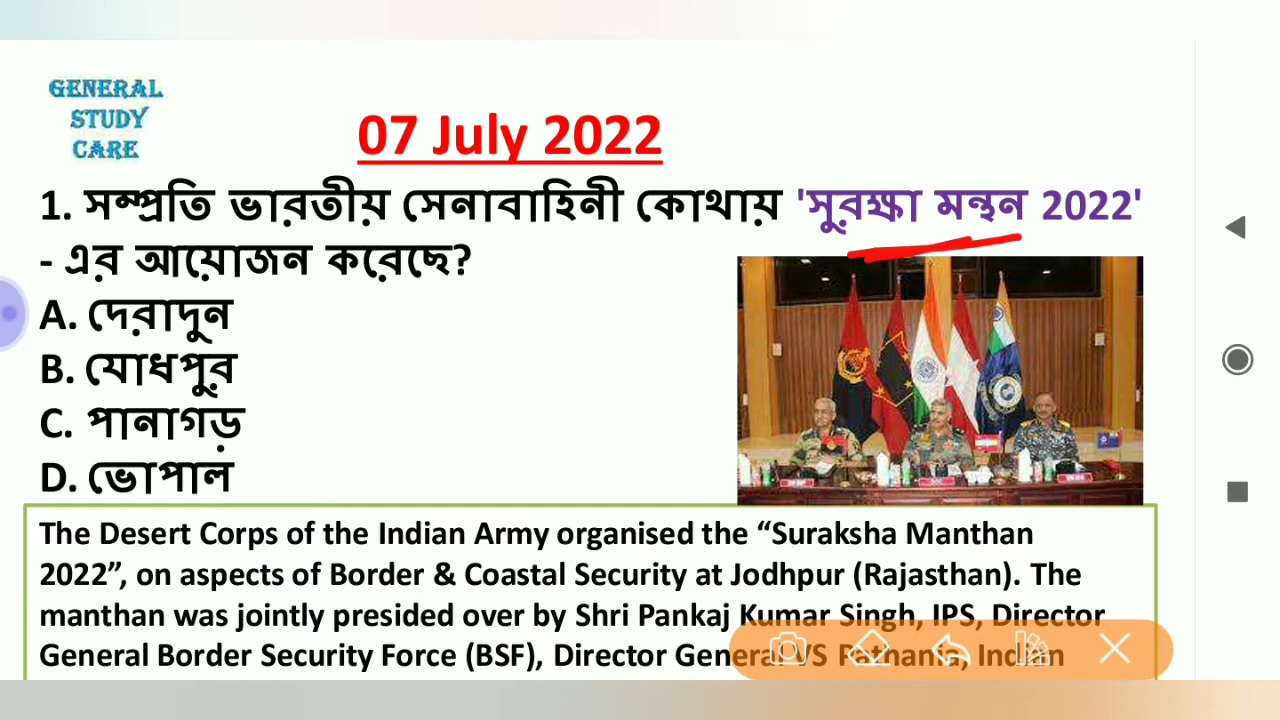 GENERAL
STUDY
CARE
07 July 2022
1. সম্প্রতি ভারতীয় সেনাবাহিনী কোথায় 'সুরক্ষা মন্থন 2022'
- এর আয়োজন করেছে?
A. দেরাদুন
B. যোধপুর
C. পানাগড়
D. ভোপাল
The Desert Corps of the Indian Army organised the “Suraksha Manthan
2022”, on aspects of Border & Coastal Security at Jodhpur (Rajasthan). The
manthan was jointly presided over by Shri Pankaj Kumar Singh, IPS, Director
General Border Security Force (BSF), Director General VS Pathania, Indian